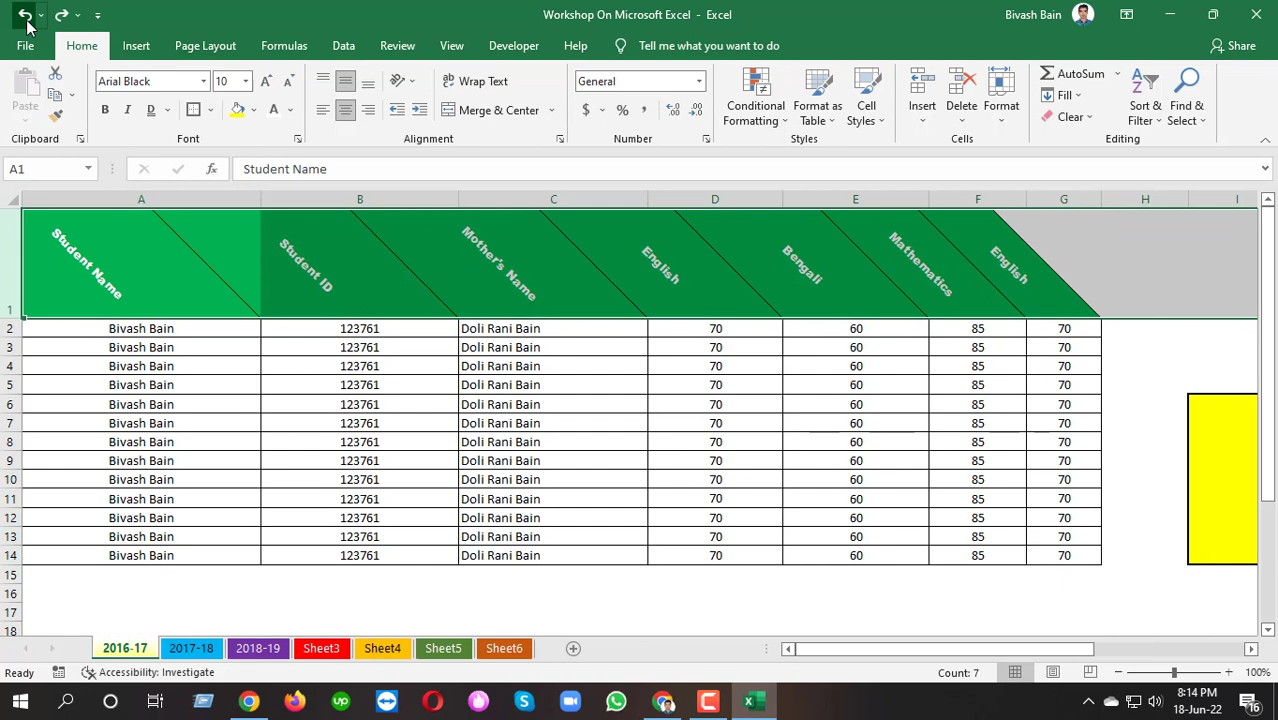 Workshop On Microsoft Excel - Excel
Bivash Bain
File Home Insert Page Layout Formulas Data Review View Developer Help Tell me what you want to do Share
Paste
Arial Black 10
Wrap Text
General
Conditional Formatting
Format as Table
Cell Styles
Insert
Delete
Format
AutoSum
Fill
Clear
Sort & Filter
Find & Select
B I D
Merge & Center
$ % ,
Clipboard Font Alignment Number Styles Cells Editing
A1 fx Student Name
A B C D E F G H I
1 Student Name Student ID Mother's Name English Bengali Mathematics English
2 Bivash Bain 123761 Doli Rani Bain 70 60 85 70
3 Bivash Bain 123761 Doli Rani Bain 70 60 85 70
4 Bivash Bain 123761 Doli Rani Bain 70 60 85 70
5 Bivash Bain 123761 Doli Rani Bain 70 60 85 70
6 Bivash Bain 123761 Doli Rani Bain 70 60 85 70
7 Bivash Bain 123761 Doli Rani Bain 70 60 85 70
8 Bivash Bain 123761 Doli Rani Bain 70 60 85 70
9 Bivash Bain 123761 Doli Rani Bain 70 60 85 70
10 Bivash Bain 123761 Doli Rani Bain 70 60 85 70
11 Bivash Bain 123761 Doli Rani Bain 70 60 85 70
12 Bivash Bain 123761 Doli Rani Bain 70 60 85 70
13 Bivash Bain 123761 Doli Rani Bain 70 60 85 70
14 Bivash Bain 123761 Doli Rani Bain 70 60 85 70
15
16
17
18
2016-17 2017-18 2018-19 Sheet3 Sheet4 Sheet5 Sheet6
Ready Accessibility: Investigate Count: 7 100%
8:14 PM
18-Jun-22
16